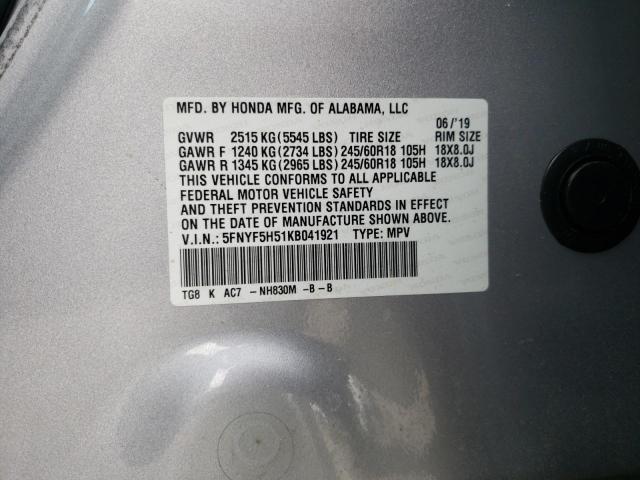 MFD. BY HONDA MFG. OF ALABAMA, LLC
06/'19
GVWR 2515 KG(5545 LBS) TIRE SIZE RIM SIZE
GAWR F 1240 KG(2734 LBS) 245/60R18 105H 18X8.0J
GAWR R 1345 KG(2965 LBS) 245/60R18 105H 18X8.0J
THIS VEHICLE CONFORMS TO ALL APPLICABLE
FEDERAL MOTOR VEHICLE SAFETY
AND THEFT PREVENTION STANDARDS IN EFFECT
ON THE DATE OF MANUFACTURE SHOWN ABOVE.
V.I.N.: 5FNYF5H51KB041921 TYPE: MPV
TG8 K AC7 -NH830M -B-B